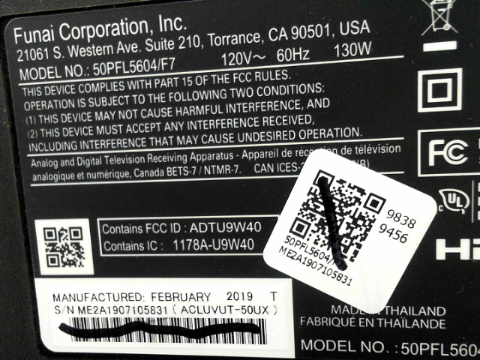 Funai Corporation, Inc.
21061 S. Western Ave. Suite 210, Torrance, CA 90501, USA
MODEL NO.: 50PFL5604/F7 120V~ 60Hz 130W
THIS DEVICE COMPLIES WITH PART 15 OF THE FCC RULES.
OPERATION IS SUBJECT TO THE FOLLOWING TWO CONDITIONS:
(1) THIS DEVICE MAY NOT CAUSE HARMFUL INTERFERENCE, AND
(2) THIS DEVICE MUST ACCEPT ANY INTERFERENCE RECEIVED,
INCLUDING INTERFERENCE THAT MAY CAUSE UNDESIRED OPERATION.
Analog and Digital Television Receiving Apparatus - Appareil de réception de télévision
analogique et numérique, Canada BETS-7 / NTMR-7. CAN ICES-
FC
UL
9838
9456
50PFL5604/
ME2A1907105831
Contains FCC ID : ADTU9W40
Contains IC : 1178A-U9W40
MANUFACTURED: FEBRUARY 2019 T
S/N ME2A1907105831 ( ACLUVUT-50UX )
MADE IN THAILAND
FABRIQUÉ EN THAÏLANDE
MODEL NO.: 50PFL5604